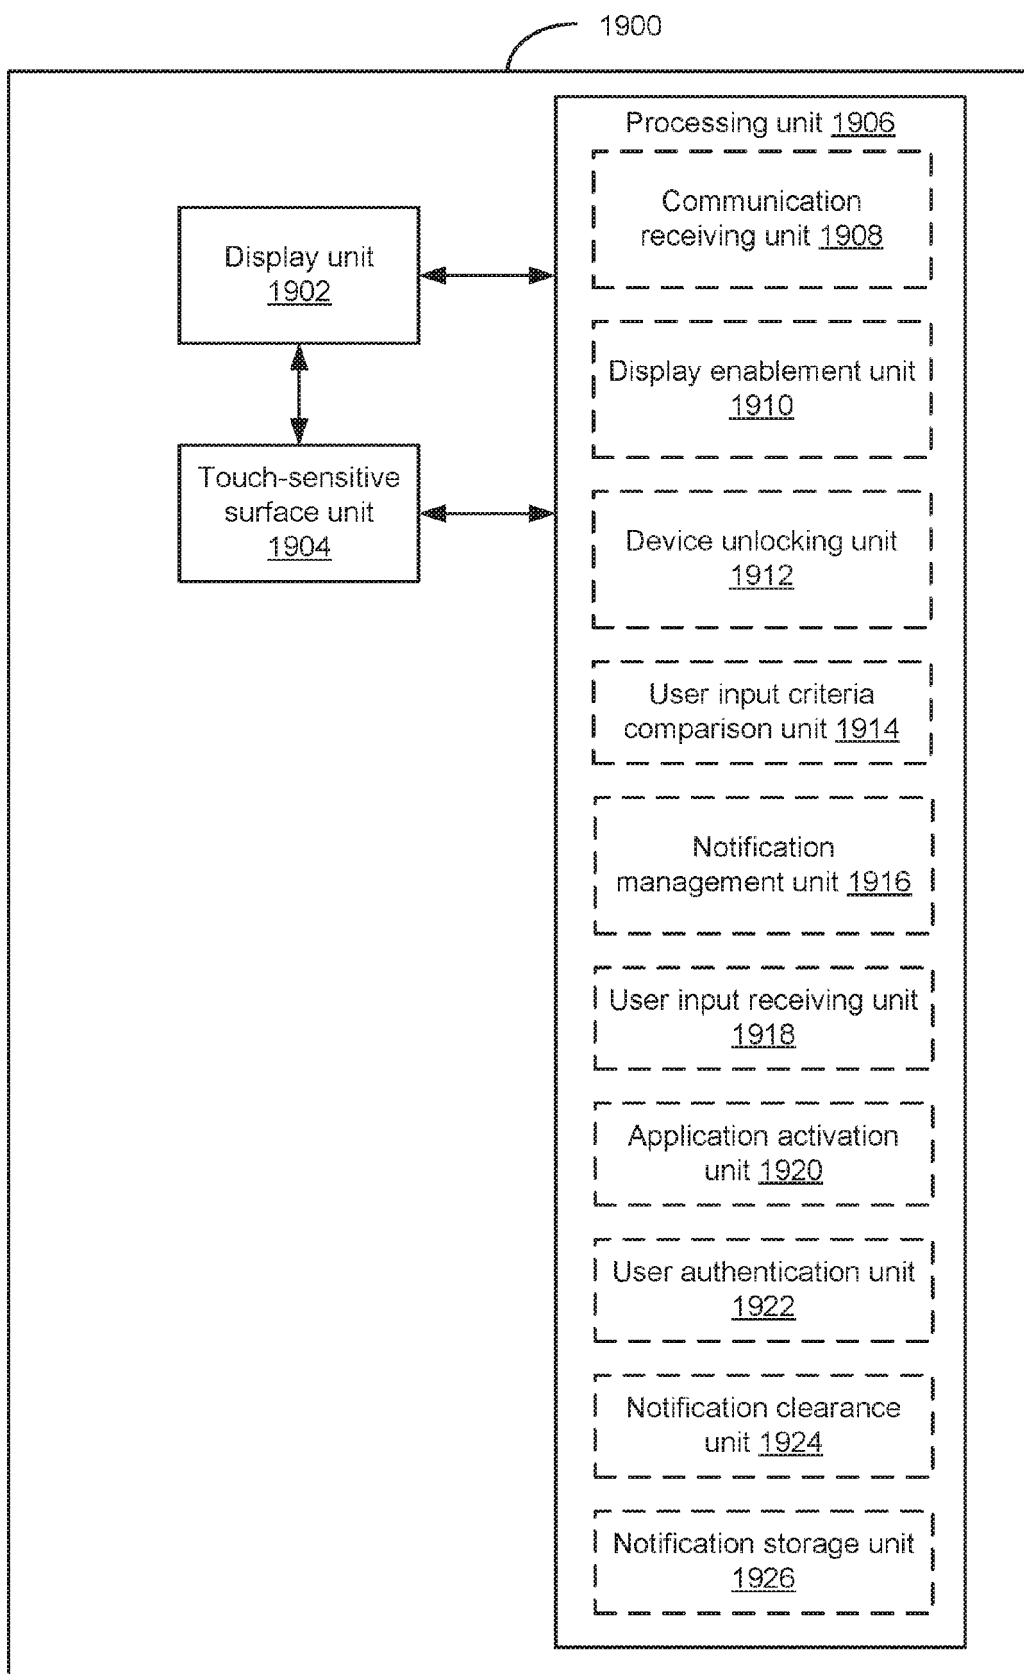 1900
Processing unit 1906
Communication
receiving unit 1908
Display unit
1902
Display enablement unit
1910
Touch-sensitive
surface unit
1904
Device unlocking unit
1912
User input criteria
comparison unit 1914
Notification
management unit 1916
User input receiving unit
1918
Application activation
unit 1920
User authentication unit
1922
Notification clearance
unit 1924
Notification storage unit
1926